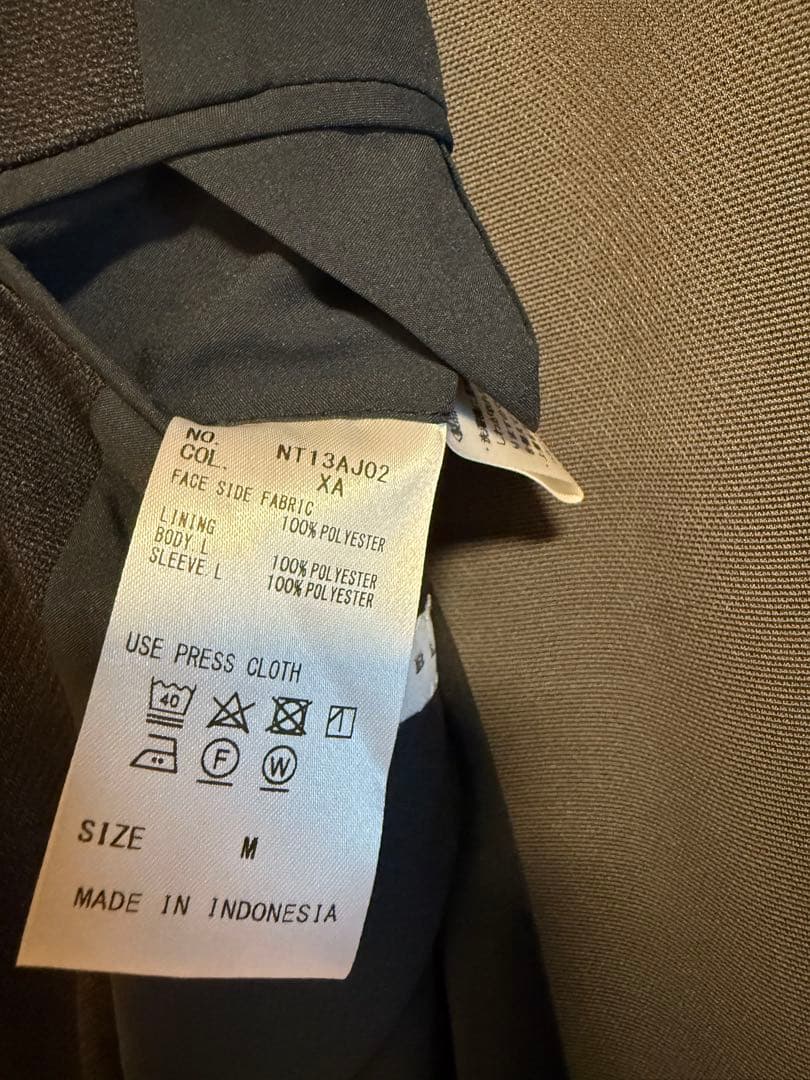 NO. NT13AJ02
COL. XA
FACE SIDE FABRIC
100% POLYESTER
LINING
BODY L 100% POLYESTER
SLEEVE L 100% POLYESTER
USE PRESS CLOTH
40
F W
SIZE M
MADE IN INDONESIA
B